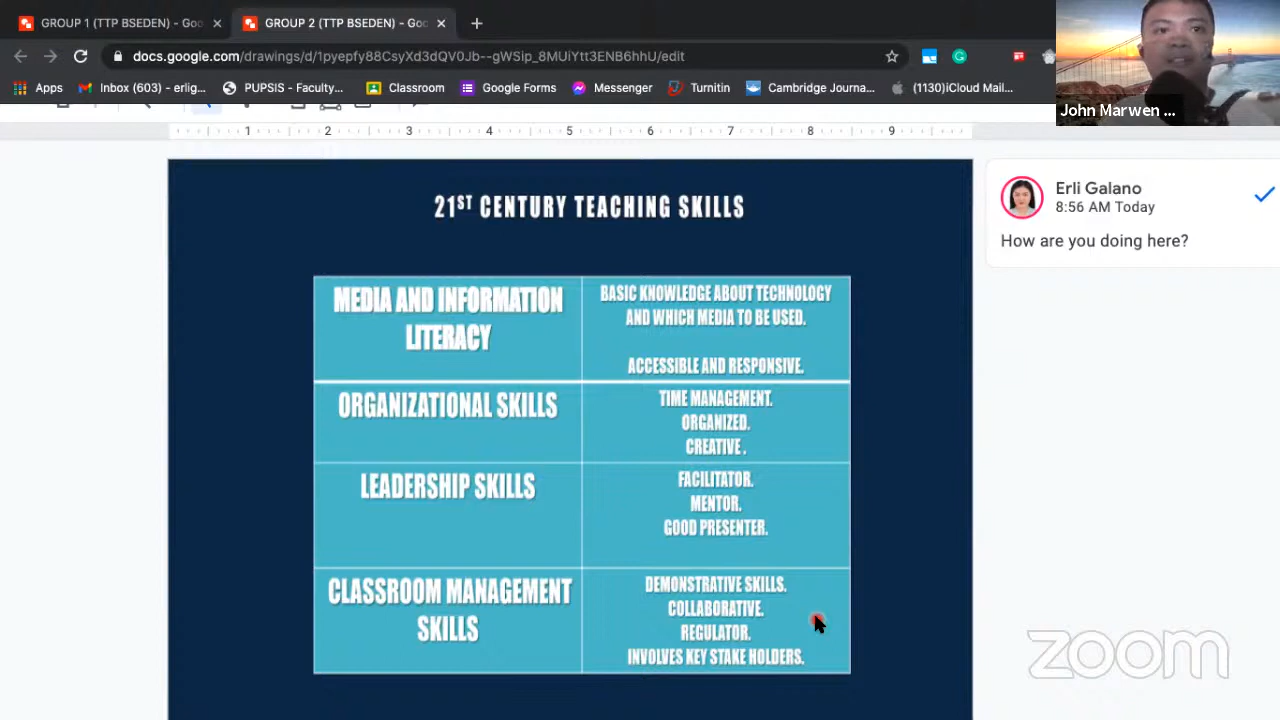 GROUP 1 (TTP BSEDEN) - Goo
GROUP 2 (TTP BSEDEN) - Goo
docs.google.com/drawings/d/1pyepfy88CsyXd3dQV0Jb--gWSip_8MUiYtt3ENB6hhU/edit
Apps
Inbox (603) – erlig...
PUPSIS - Faculty...
Classroom
Google Forms
Messenger
Turnitin
Cambridge Journa...
(1130)iCloud Mail...
John Marwen ...
1 2 3 4 5 6 7 8 9
21ST CENTURY TEACHING SKILLS
MEDIA AND INFORMATION
LITERACY
BASIC KNOWLEDGE ABOUT TECHNOLOGY
AND WHICH MEDIA TO BE USED.
ACCESSIBLE AND RESPONSIVE.
ORGANIZATIONAL SKILLS
TIME MANAGEMENT.
ORGANIZED.
CREATIVE .
LEADERSHIP SKILLS
FACILITATOR.
MENTOR.
GOOD PRESENTER.
CLASSROOM MANAGEMENT
SKILLS
DEMONSTRATIVE SKILLS.
COLLABORATIVE.
REGULATOR.
INVOLVES KEY STAKE HOLDERS.
Erli Galano
8:56 AM Today
How are you doing here?
zoom